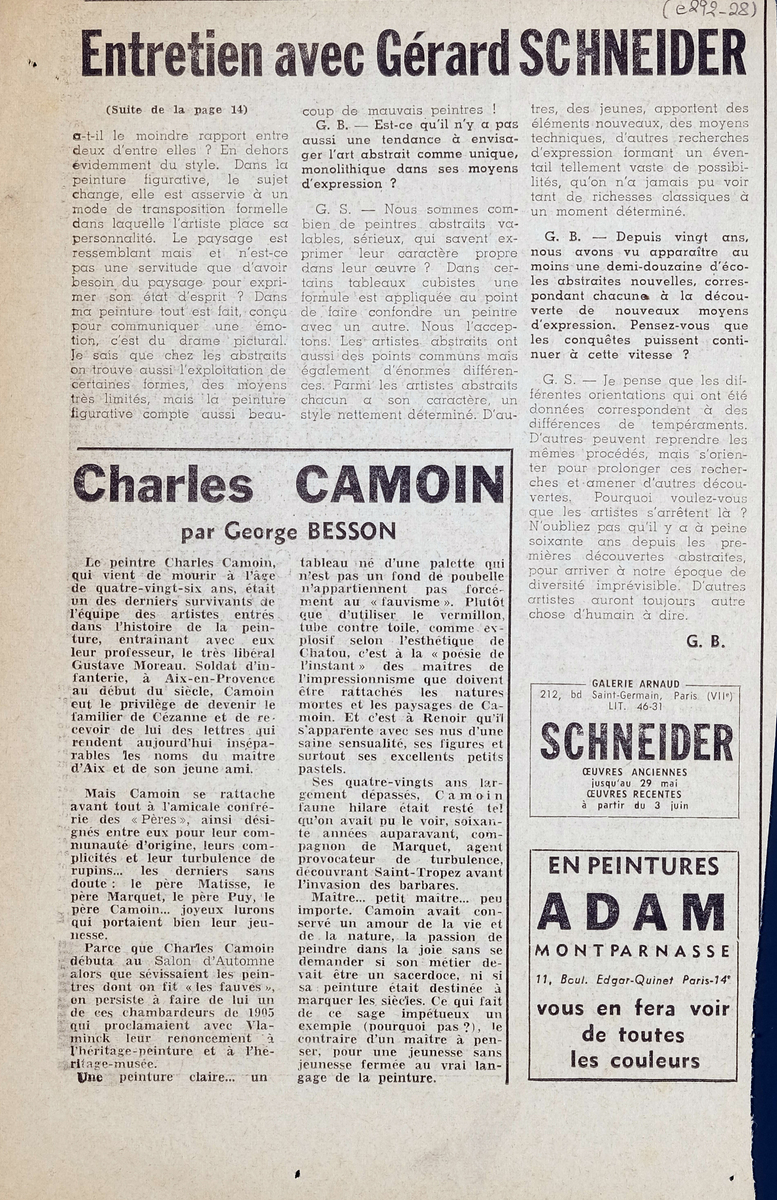 (e292-28)
Entretien avec Gérard SCHNEIDER
(Suite de la page 14)
a-t-il le moindre rapport entre
deux d'entre elles ? En dehors
évidemment du style. Dans la
peinture figurative, le sujet
change, elle est asservie à un
mode de transposition formelle
dans laquelle l'artiste place sa
personnalité. Le paysage est
ressemblant mais et n'est-ce
pas une servitude que d'avoir
besoin du paysage pour expri-
mer son état d'esprit ? Dans
ma peinture tout est fait, conçu
pour communiquer une émo-
tion, c'est du drame pictural.
Je sais que chez les abstraits
on trouve aussi l'exploitation de
certaines formes, des moyens
très limités, mais la peinture
figurative compte aussi beau-
coup de mauvais peintres !
G. B. — Est-ce qu'il n'y a pas
aussi une tendance à envisa-
ger l'art abstrait comme unique,
monolithique dans ses moyens
d'expression ?
G. S. — Nous sommes com-
bien de peintres abstraits va-
lables, sérieux, qui savent ex-
primer leur caractère propre
dans leur œuvre ? Dans cer-
tains tableaux cubistes une
formule est appliquée au point
de faire confondre un peintre
avec un autre. Nous l'accep-
tons. Les artistes abstraits ont
aussi des points communs mais
également d'énormes différen-
ces. Parmi les artistes abstraits
chacun a son caractère, un
style nettement déterminé. D'au-
tres, des jeunes, apportent des
éléments nouveaux, des moyens
techniques, d'autres recherches
d'expression formant un éven-
tail tellement vaste de possibi-
lités, qu'on n'a jamais pu voir
tant de richesses classiques à
un moment déterminé.
G. B. — Depuis vingt ans,
nous avons vu apparaître au
moins une demi-douzaine d'éco-
les abstraites nouvelles, corres-
pondant chacune à la décou-
verte de nouveaux moyens
d'expression. Pensez-vous que
les conquêtes puissent conti-
nuer à cette vitesse ?
G. S. — Je pense que les dif-
férentes orientations qui ont été
données correspondent à des
différences de tempéraments.
D'autres peuvent reprendre les
mêmes procédés, mais s'orien-
ter pour prolonger ces recher-
ches et amener d'autres décou-
vertes. Pourquoi voulez-vous
que les artistes s'arrêtent là ?
N'oubliez pas qu'il y a à peine
soixante ans depuis les pre-
mières découvertes abstraites,
pour arriver à notre époque de
diversité imprévisible. D'autres
artistes auront toujours autre
chose d'humain à dire.
G. B.
Charles CAMOIN
par George BESSON
Le peintre Charles Camoin,
qui vient de mourir à l'âge
de quatre-vingt-six ans, était
un des derniers survivants de
l'équipe des artistes entrés
dans l'histoire de la pein-
ture, entraînant avec eux
leur professeur, le très libéral
Gustave Moreau. Soldat d'in-
fanterie, à Aix-en-Provence
au début du siècle, Camoin
eut le privilège de devenir le
familier de Cézanne et de re-
cevoir de lui des lettres qui
rendent aujourd'hui insépa-
rables les noms du maître
d'Aix et de son jeune ami.
Mais Camoin se rattache
avant tout à l'amicale confré-
rie des « Pères », ainsi dési-
gnés entre eux pour leur com-
munauté d'origine, leurs com-
plicités et leur turbulence de
rupins... les derniers sans
doute : le père Matisse, le
père Marquet, le père Puy, le
père Camoin... joyeux lurons
qui portaient bien leur jeu-
nesse.
Parce que Charles Camoin
débuta au Salon d'Automne
alors que sévissaient les pein-
tres dont on fit « les fauves »,
on persiste à faire de lui un
de ces chambardeurs de 1905
qui proclamaient avec Vla-
minck leur renoncement à
l'héritage-peinture et à l'hé-
ritage-musée.
Une peinture claire... un
tableau né d'une palette qui
n'est pas un fond de poubelle
n'appartiennent pas forcé-
ment au « fauvisme ». Plutôt
que d'utiliser le vermillon,
tube contre toile, comme ex-
plosif selon l'esthétique de
Chatou, c'est à la « poésie de
l'instant » des maîtres de
l'impressionnisme que doivent
être rattachés les natures
mortes et les paysages de Ca-
moin. Et c'est à Renoir qu'il
s'apparente avec ses nus d'une
saine sensualité, ses figures et
surtout ses excellents petits
pastels.
Ses quatre-vingts ans lar-
gement dépassés, Camoin
faune hilare était resté tel
qu'on avait pu le voir, soixan-
te années auparavant, com-
pagnon de Marquet, agent
provocateur de turbulence,
découvrant Saint-Tropez avant
l'invasion des barbares.
Maître... petit maître... peu
importe. Camoin avait con-
servé un amour de la vie et
de la nature, la passion de
peindre dans la joie sans se
demander si son métier de-
vait être un sacerdoce, ni si
sa peinture était destinée à
marquer les siècles. Ce qui fait
de ce sage impétueux un
exemple (pourquoi pas ?), le
contraire d'un maître à pen-
ser, pour une jeunesse sans
jeunesse fermée au vrai lan-
gage de la peinture.
GALERIE ARNAUD
212, bd Saint-Germain, Paris (VIIe)
LIT. 46-31
SCHNEIDER
ŒUVRES ANCIENNES
jusqu'au 29 mai
ŒUVRES RECENTES
à partir du 3 juin
EN PEINTURES
ADAM
MONTPARNASSE
11, Boul. Edgar-Quinet Paris-14e
vous en fera voir
de toutes
les couleurs